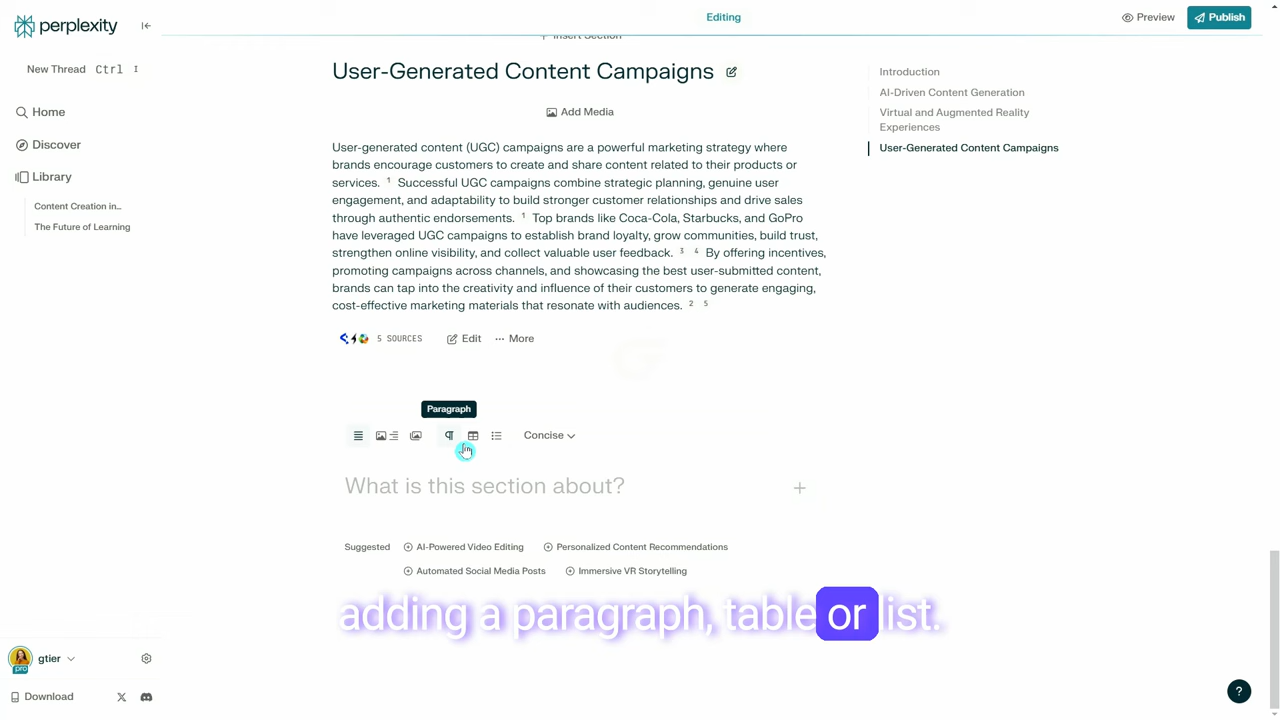 perplexity
Editing
Preview
Publish
Insert Section
New Thread Ctrl I
Home
Discover
Library
Content Creation in...
The Future of Learning
User-Generated Content Campaigns
Add Media
User-generated content (UGC) campaigns are a powerful marketing strategy where
brands encourage customers to create and share content related to their products or
services. 1 Successful UGC campaigns combine strategic planning, genuine user
engagement, and adaptability to build stronger customer relationships and drive sales
through authentic endorsements. 1 Top brands like Coca-Cola, Starbucks, and GoPro
have leveraged UGC campaigns to establish brand loyalty, grow communities, build trust,
strengthen online visibility, and collect valuable user feedback. 3 4 By offering incentives,
promoting campaigns across channels, and showcasing the best user-submitted content,
brands can tap into the creativity and influence of their customers to generate engaging,
cost-effective marketing materials that resonate with audiences. 2 5
5 SOURCES
Edit
More
Introduction
AI-Driven Content Generation
Virtual and Augmented Reality
Experiences
User-Generated Content Campaigns
Paragraph
Concise
What is this section about?
Suggested
AI-Powered Video Editing
Personalized Content Recommendations
Automated Social Media Posts
Immersive VR Storytelling
adding a paragraph, table or list.
gtier
pro
Download
?